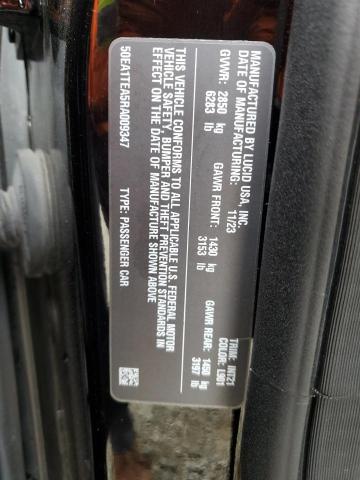 MANUFACTURED BY LUCID USA, INC.
DATE OF MANUFACTURING: 11/23
GVWR: 2850 kg GAWR FRONT: 1430 kg GAWR REAR: 1450 kg
6283 lb 3153 lb 3197 lb
THIS VEHICLE CONFORMS TO ALL APPLICABLE U.S. FEDERAL MOTOR
VEHICLE SAFETY, BUMPER AND THEFT PREVENTION STANDARDS IN
EFFECT ON THE DATE OF MANUFACTURE SHOWN ABOVE
50EA1TEA5RA009347 TYPE: PASSENGER CAR
TRIM: INT21
COLOR: L901